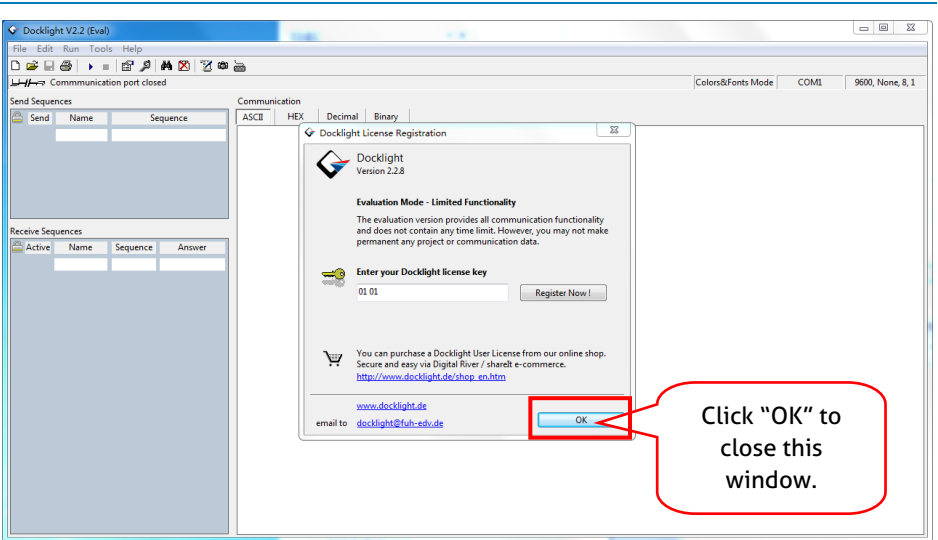 Docklight V2.2 (Eval)
File Edit Run Tools Help
Commmunication port closed
Colors&Fonts Mode COM1 9600, None, 8, 1
Send Sequences
Send Name Sequence
Receive Sequences
Active Name Sequence Answer
Communication
ASCII HEX Decimal Binary
Docklight License Registration
Docklight
Version 2.2.8
Evaluation Mode - Limited Functionality
The evaluation version provides all communication functionality
and does not contain any time limit. However, you may not make
permanent any project or communication data.
Enter your Docklight license key
01 01
Register Now !
You can purchase a Docklight User License from our online shop.
Secure and easy via Digital River / shareIt e-commerce.
http://www.docklight.de/shop_en.htm
www.docklight.de
email to docklight@fuh-edv.de
OK
Click “OK” to
close this
window.